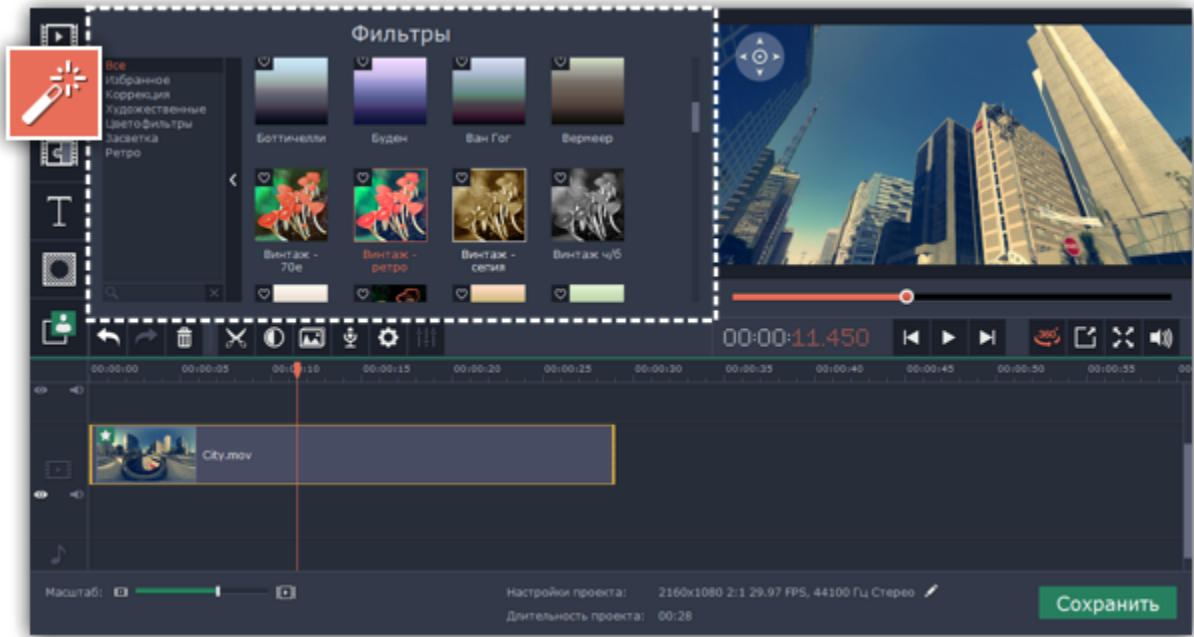 Фильтры
Все
Избранное
Коррекция
Художественные
Цветофильтры
Засветка
Ретро
Боттичелли
Буден
Ван Гог
Вермеер
Винтаж -
70е
Винтаж -
ретро
Винтаж -
сепия
Винтаж ч/б
T
00:00:11.450
360°
00:00:00 00:00:05 00:00:10 00:00:15 00:00:20 00:00:25 00:00:30 00:00:35 00:00:40 00:00:45 00:00:50 00:00:55 00
City.mov
Масштаб:
Настройки проекта: 2160x1080 2:1 29.97 FPS, 44100 Гц Стерео
Длительность проекта: 00:28
Сохранить